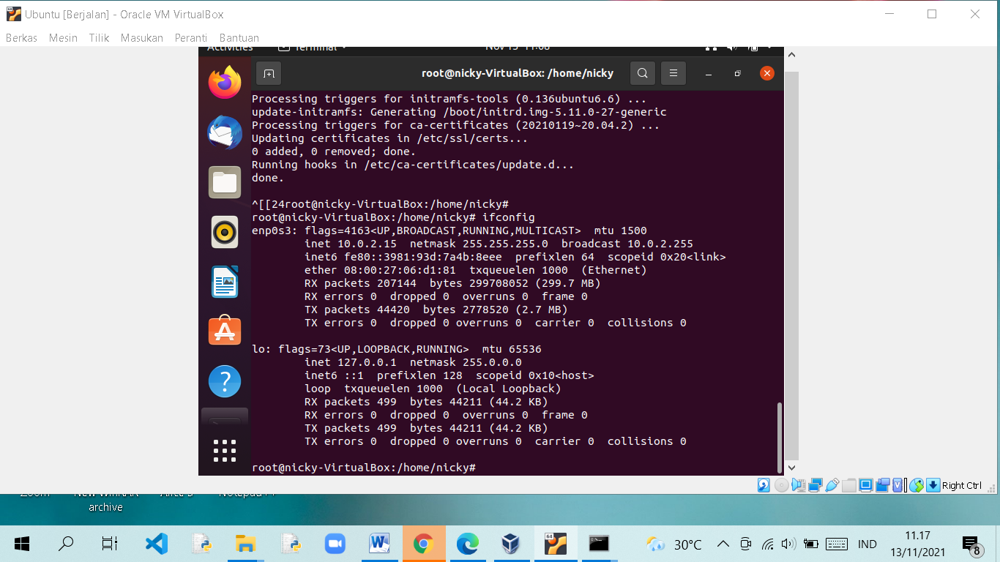 Ubuntu [Berjalan] - Oracle VM VirtualBox
Berkas Mesin Tilik Masukan Peranti Bantuan
Activities Terminal Nov 13 11:08
root@nicky-VirtualBox: /home/nicky
Processing triggers for initramfs-tools (0.136ubuntu6.6) ...
update-initramfs: Generating /boot/initrd.img-5.11.0-27-generic
Processing triggers for ca-certificates (20210119~20.04.2) ...
Updating certificates in /etc/ssl/certs...
0 added, 0 removed; done.
Running hooks in /etc/ca-certificates/update.d...
done.
^[[24root@nicky-VirtualBox:/home/nicky#
root@nicky-VirtualBox:/home/nicky# ifconfig
enp0s3: flags=4163<UP,BROADCAST,RUNNING,MULTICAST>  mtu 1500
inet 10.0.2.15  netmask 255.255.255.0  broadcast 10.0.2.255
inet6 fe80::3981:93d:7a4b:8eee  prefixlen 64  scopeid 0x20<link>
ether 08:00:27:06:d1:81  txqueuelen 1000  (Ethernet)
RX packets 207144  bytes 299708052 (299.7 MB)
RX errors 0  dropped 0  overruns 0  frame 0
TX packets 44420  bytes 2778520 (2.7 MB)
TX errors 0  dropped 0 overruns 0  carrier 0  collisions 0
lo: flags=73<UP,LOOPBACK,RUNNING>  mtu 65536
inet 127.0.0.1  netmask 255.0.0.0
inet6 ::1  prefixlen 128  scopeid 0x10<host>
loop  txqueuelen 1000  (Local Loopback)
RX packets 499  bytes 44211 (44.2 KB)
RX errors 0  dropped 0  overruns 0  frame 0
TX packets 499  bytes 44211 (44.2 KB)
TX errors 0  dropped 0 overruns 0  carrier 0  collisions 0
root@nicky-VirtualBox:/home/nicky#
Right Ctrl
Zoom New WinRAR Notepad++
archive
64
30°C
IND
11.17
13/11/2021
8